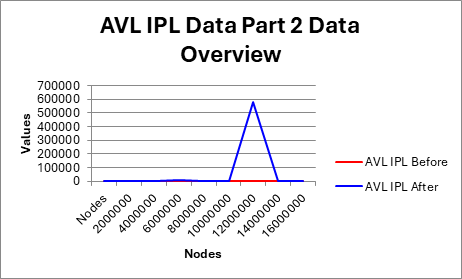 AVL IPL Data Part 2 Data
Overview
Values
700000
600000
500000
400000
300000
200000
100000
0
Nodes
2000000
4000000
6000000
8000000
10000000
12000000
14000000
16000000
Nodes
AVL IPL Before
AVL IPL After